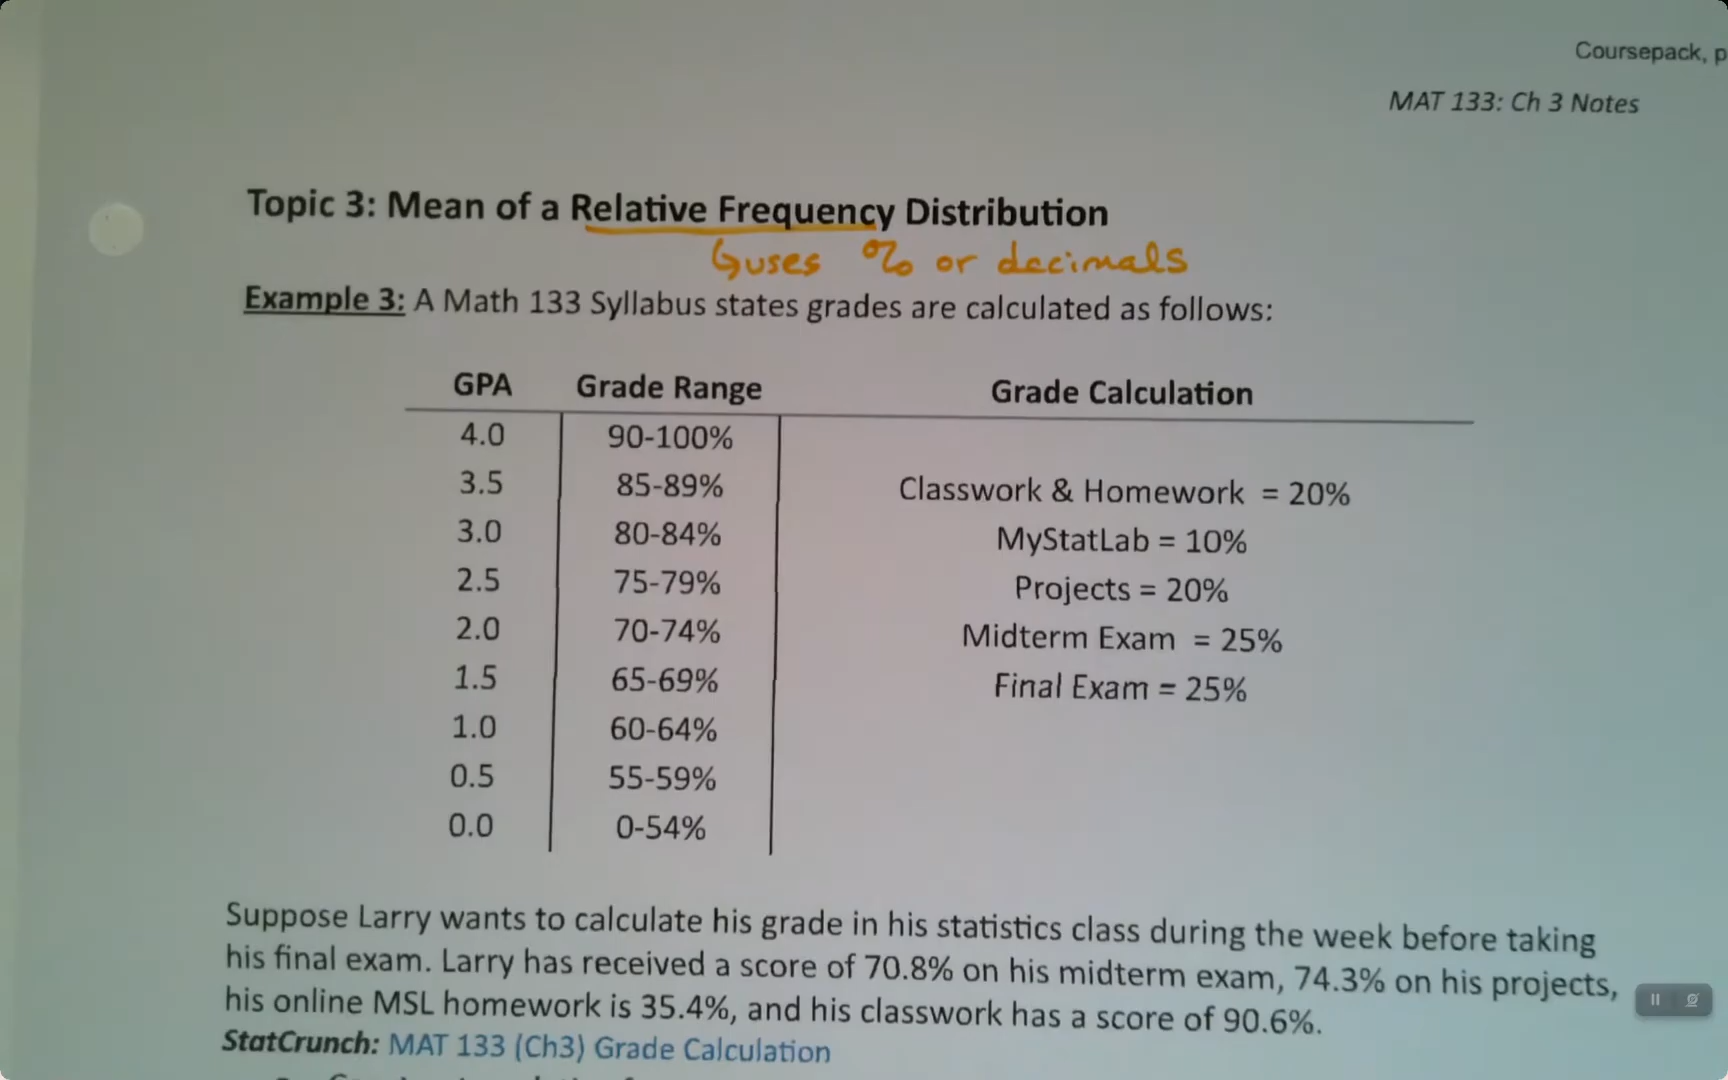 Coursepack, p
MAT 133: Ch 3 Notes
Topic 3: Mean of a Relative Frequency Distribution
uses % or decimals
Example 3: A Math 133 Syllabus states grades are calculated as follows:
GPA Grade Range Grade Calculation
4.0 90-100%
3.5 85-89% Classwork & Homework = 20%
3.0 80-84% MyStatLab = 10%
2.5 75-79% Projects = 20%
2.0 70-74% Midterm Exam = 25%
1.5 65-69% Final Exam = 25%
1.0 60-64%
0.5 55-59%
0.0 0-54%
Suppose Larry wants to calculate his grade in his statistics class during the week before taking
his final exam. Larry has received a score of 70.8% on his midterm exam, 74.3% on his projects,
his online MSL homework is 35.4%, and his classwork has a score of 90.6%.
StatCrunch: MAT 133 (Ch3) Grade Calculation